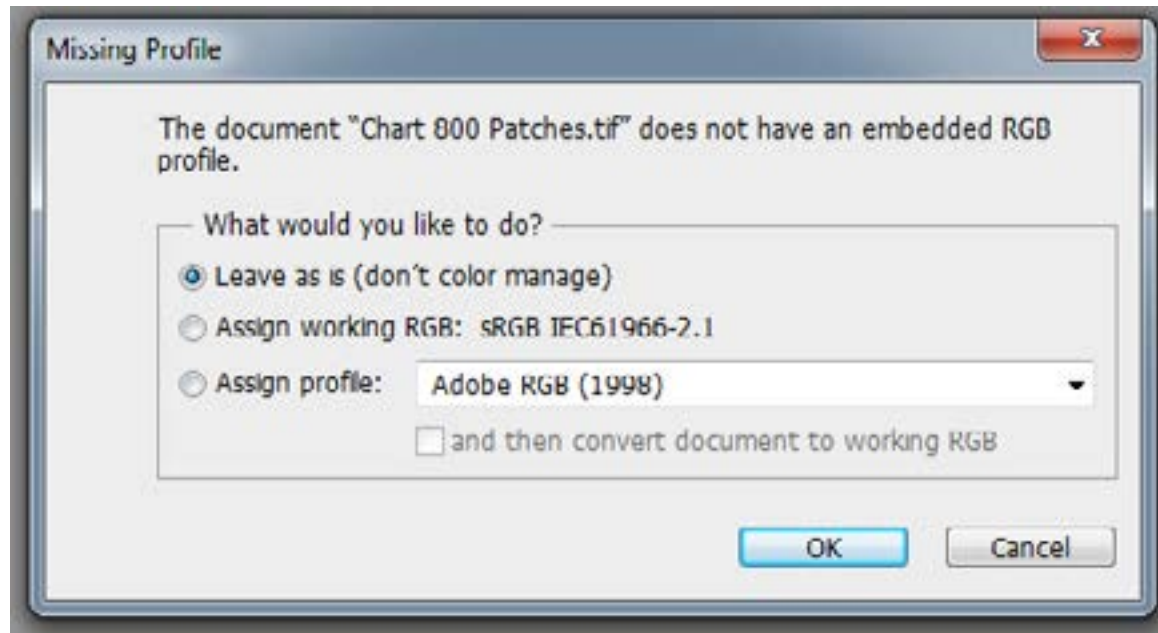 Missing Profile
The document “Chart 800 Patches.tif” does not have an embedded RGB
profile.
What would you like to do?
Leave as is (don’t color manage)
Assign working RGB: sRGB IEC61966-2.1
Assign profile: Adobe RGB (1998)
and then convert document to working RGB
OK Cancel